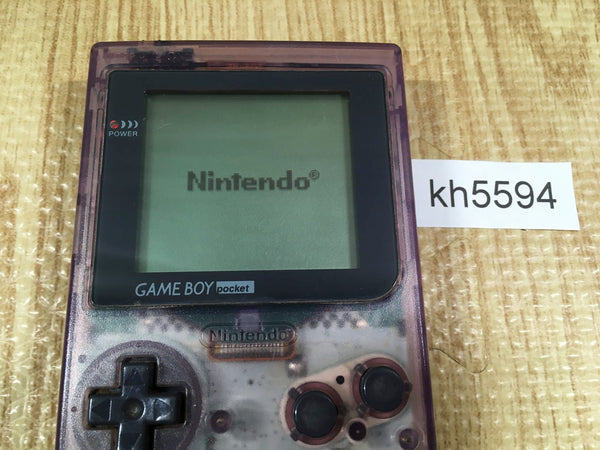 POWER
Nintendo®
GAME BOY pocket
Nintendo
kh5594